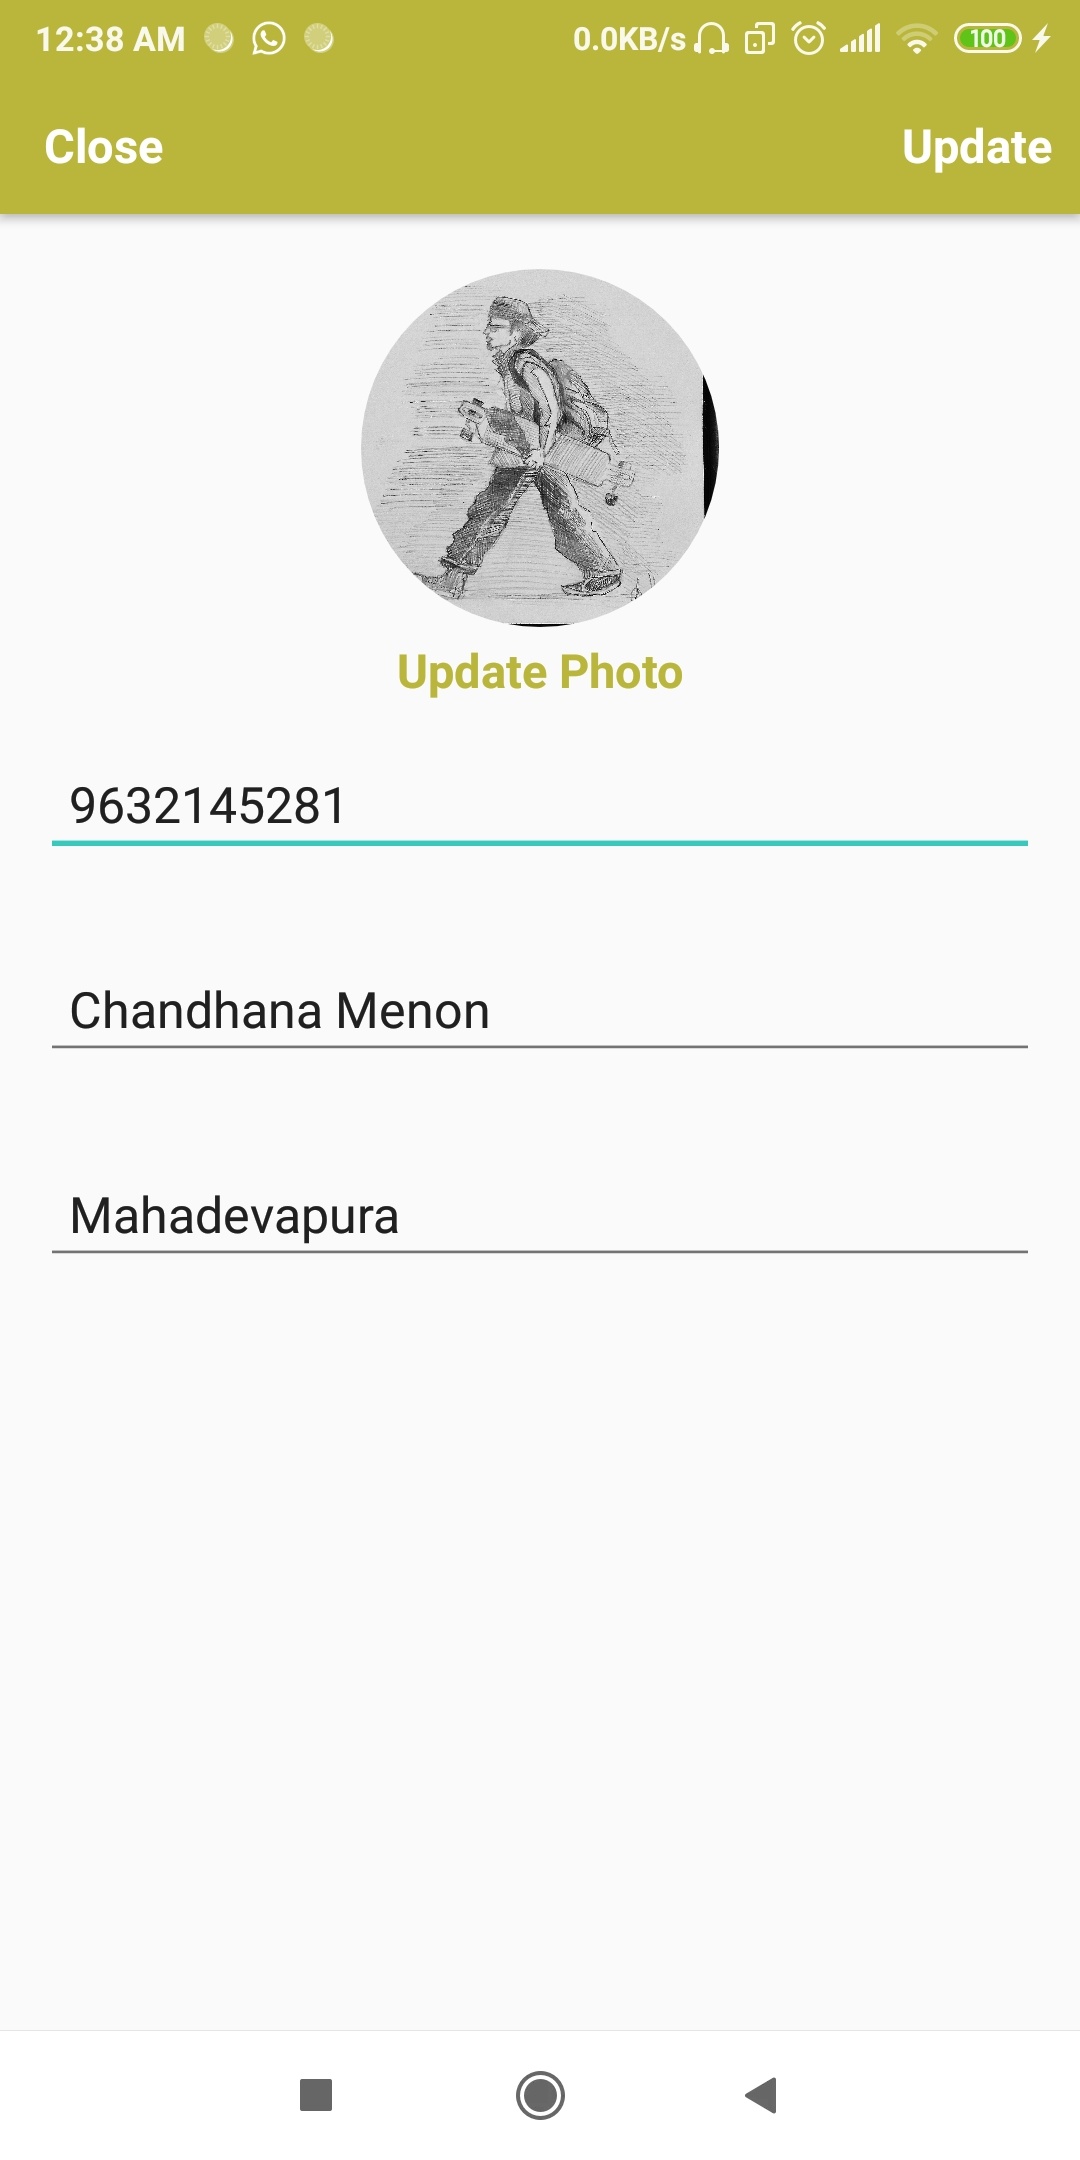 12:38 AM 0.0KB/s 100
Close Update
Update Photo
9632145281
Chandhana Menon
Mahadevapura